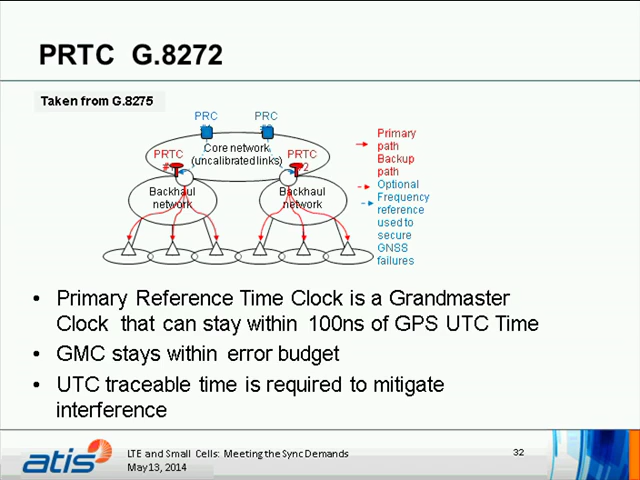 PRTC G.8272
Taken from G.8275
PRC
PRC
Core network
(uncalibrated links)
PRTC
PRTC
Backhaul
network
Backhaul
network
Primary
path
Backup
path
Optional
Frequency
reference
used to
secure
GNSS
failures
• Primary Reference Time Clock is a Grandmaster
Clock that can stay within 100ns of GPS UTC Time
• GMC stays within error budget
• UTC traceable time is required to mitigate
interference
atis
LTE and Small Cells: Meeting the Sync Demands
May 13, 2014
32